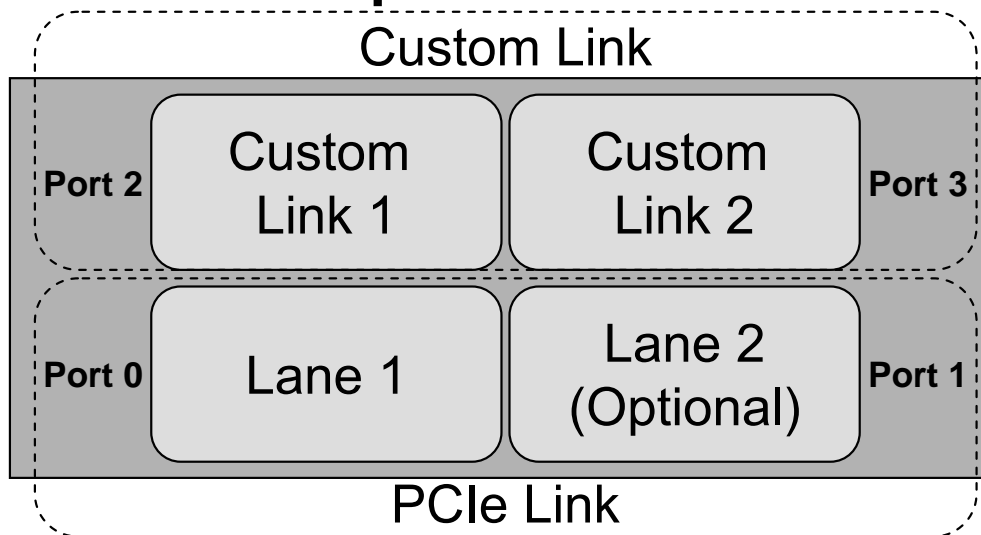 Custom Link
Port 2
Custom
Link 1
Custom
Link 2
Port 3
Port 0
Lane 1
Lane 2
(Optional)
Port 1
PCIe Link